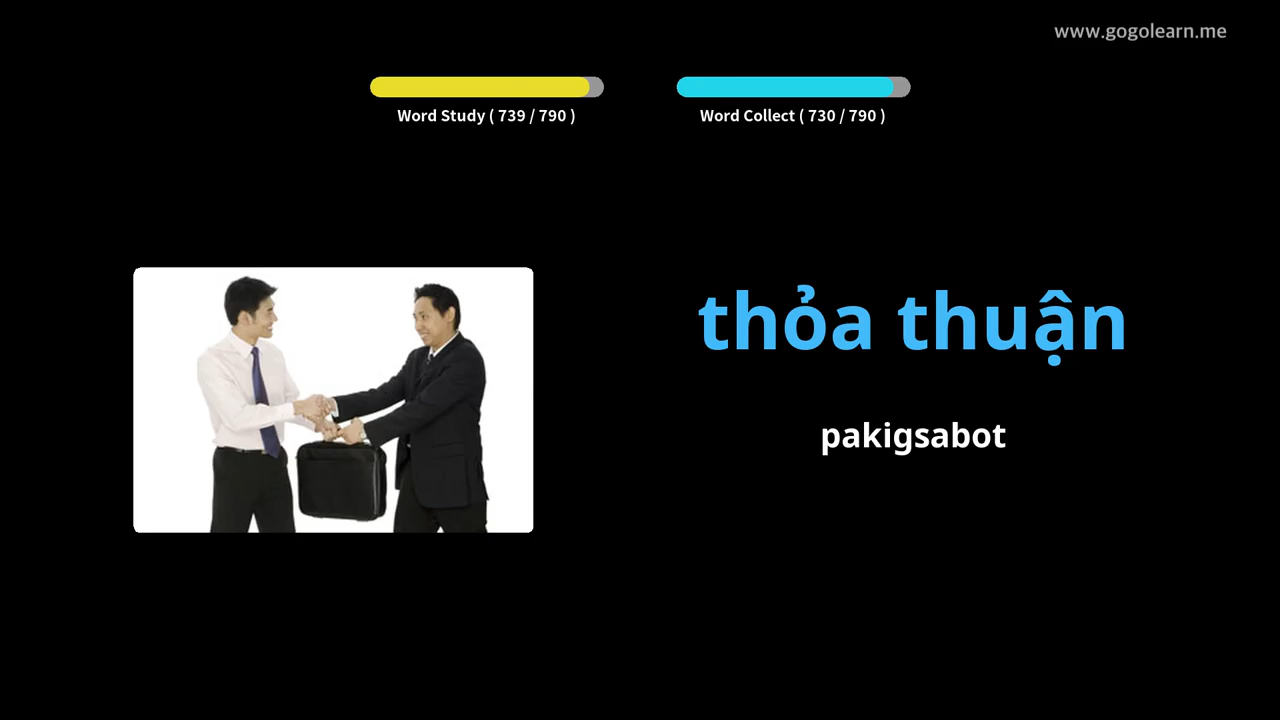 www.gogolearn.me
Word Study ( 739 / 790 )
Word Collect ( 730 / 790 )
thỏa thuận
pakigsabot